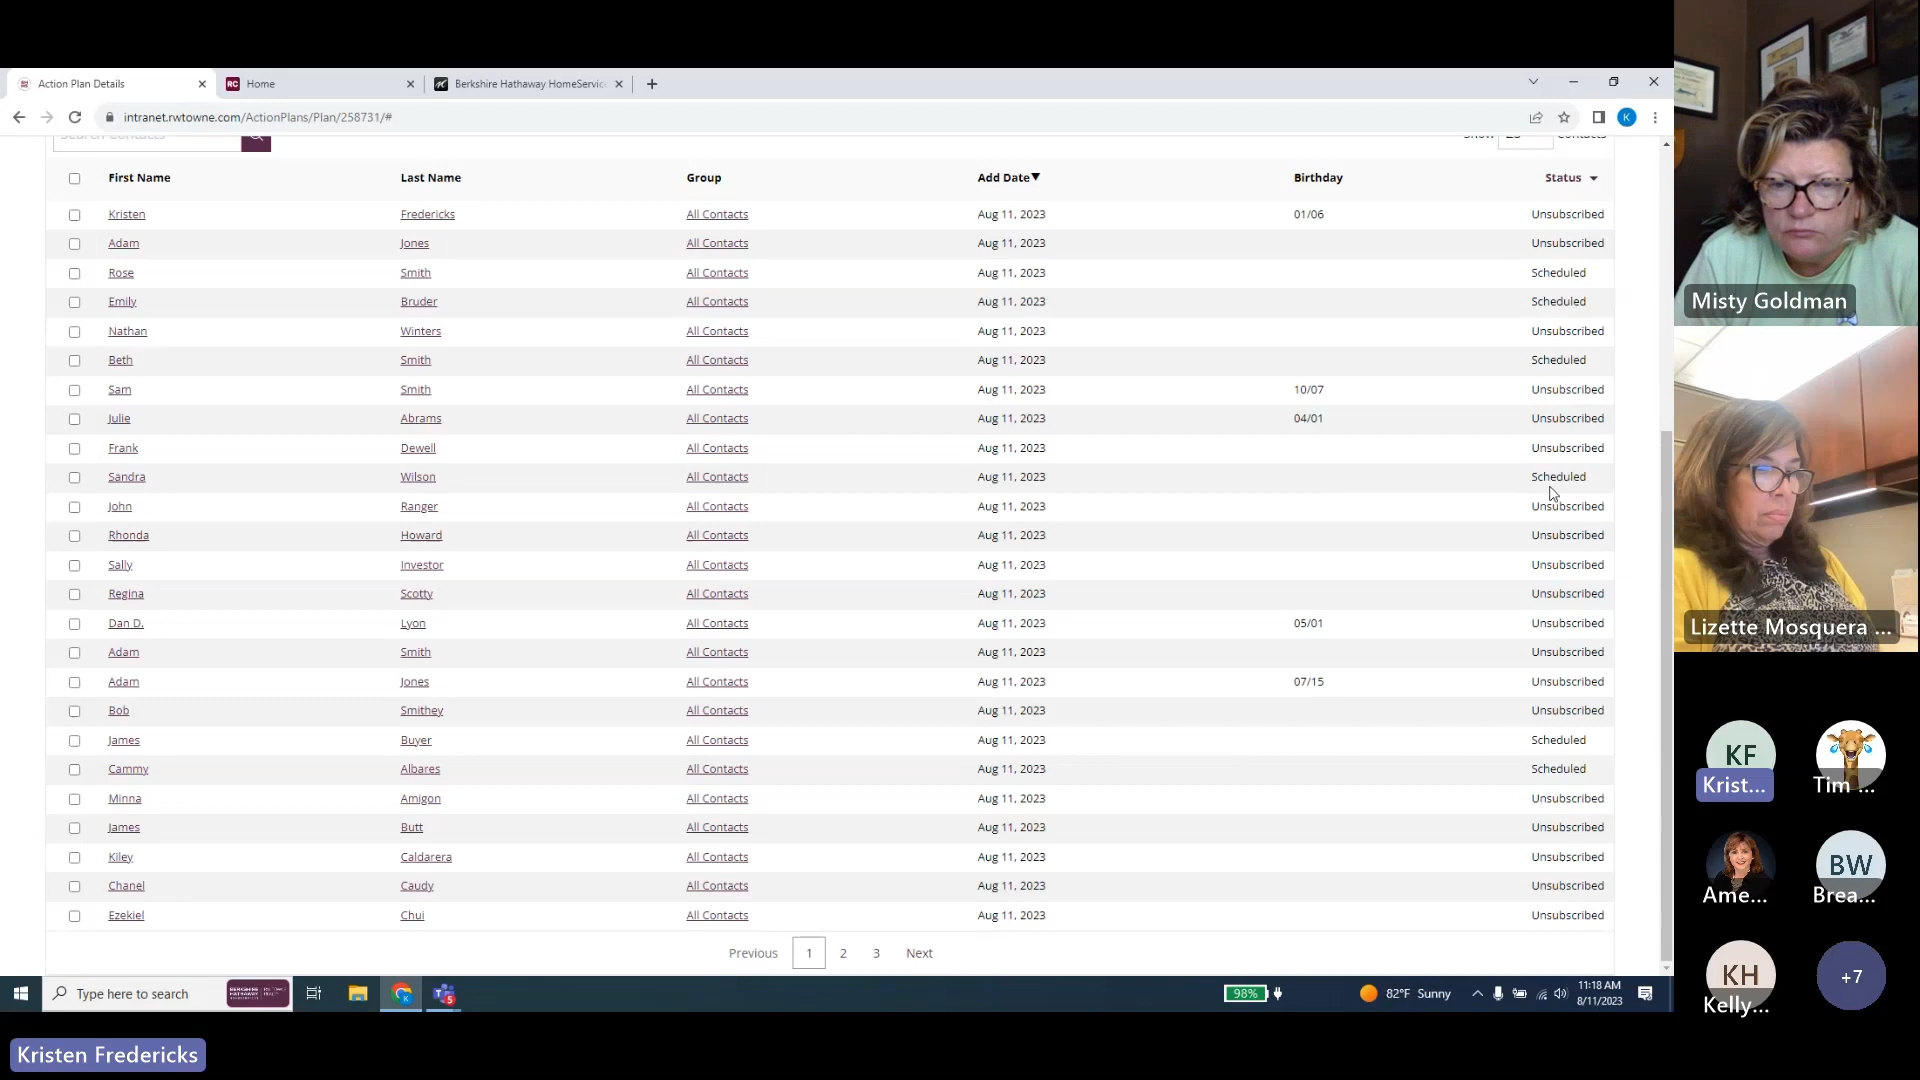 Action Plan Details
Home
Berkshire Hathaway HomeServic
intranet.rwtowne.com/ActionPlans/Plan/258731/#
K
Search Contacts
Show 25 Contacts
First Name Last Name Group Add Date▼ Birthday Status
Kristen Fredericks All Contacts Aug 11, 2023 01/06 Unsubscribed
Adam Jones All Contacts Aug 11, 2023 Unsubscribed
Rose Smith All Contacts Aug 11, 2023 Scheduled
Emily Bruder All Contacts Aug 11, 2023 Scheduled
Nathan Winters All Contacts Aug 11, 2023 Unsubscribed
Beth Smith All Contacts Aug 11, 2023 Scheduled
Sam Smith All Contacts Aug 11, 2023 10/07 Unsubscribed
Julie Abrams All Contacts Aug 11, 2023 04/01 Unsubscribed
Frank Dewell All Contacts Aug 11, 2023 Unsubscribed
Sandra Wilson All Contacts Aug 11, 2023 Scheduled
John Ranger All Contacts Aug 11, 2023 Unsubscribed
Rhonda Howard All Contacts Aug 11, 2023 Unsubscribed
Sally Investor All Contacts Aug 11, 2023 Unsubscribed
Regina Scotty All Contacts Aug 11, 2023 Unsubscribed
Dan D. Lyon All Contacts Aug 11, 2023 05/01 Unsubscribed
Adam Smith All Contacts Aug 11, 2023 Unsubscribed
Adam Jones All Contacts Aug 11, 2023 07/15 Unsubscribed
Bob Smithey All Contacts Aug 11, 2023 Unsubscribed
James Buyer All Contacts Aug 11, 2023 Scheduled
Cammy Albares All Contacts Aug 11, 2023 Scheduled
Minna Amigon All Contacts Aug 11, 2023 Unsubscribed
James Butt All Contacts Aug 11, 2023 Unsubscribed
Kiley Caldarera All Contacts Aug 11, 2023 Unsubscribed
Chanel Caudy All Contacts Aug 11, 2023 Unsubscribed
Ezekiel Chui All Contacts Aug 11, 2023 Unsubscribed
Previous 1 2 3 Next
Type here to search
98%
82°F Sunny
11:18 AM
8/11/2023
Kristen Fredericks
Misty Goldman
Lizette Mosquera ...
KF
Krist...
Tim ...
Ame...
BW
Brea...
KH
Kelly...
+7